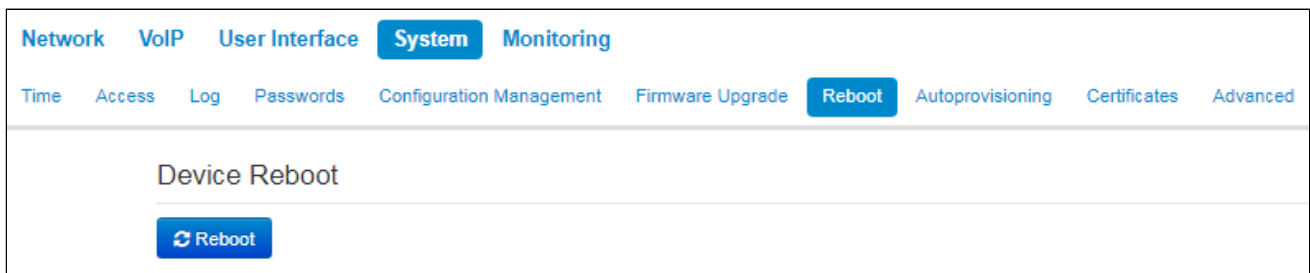 Network VoIP User Interface System Monitoring
Time Access Log Passwords Configuration Management Firmware Upgrade Reboot Autoprovisioning Certificates Advanced
Device Reboot
Reboot